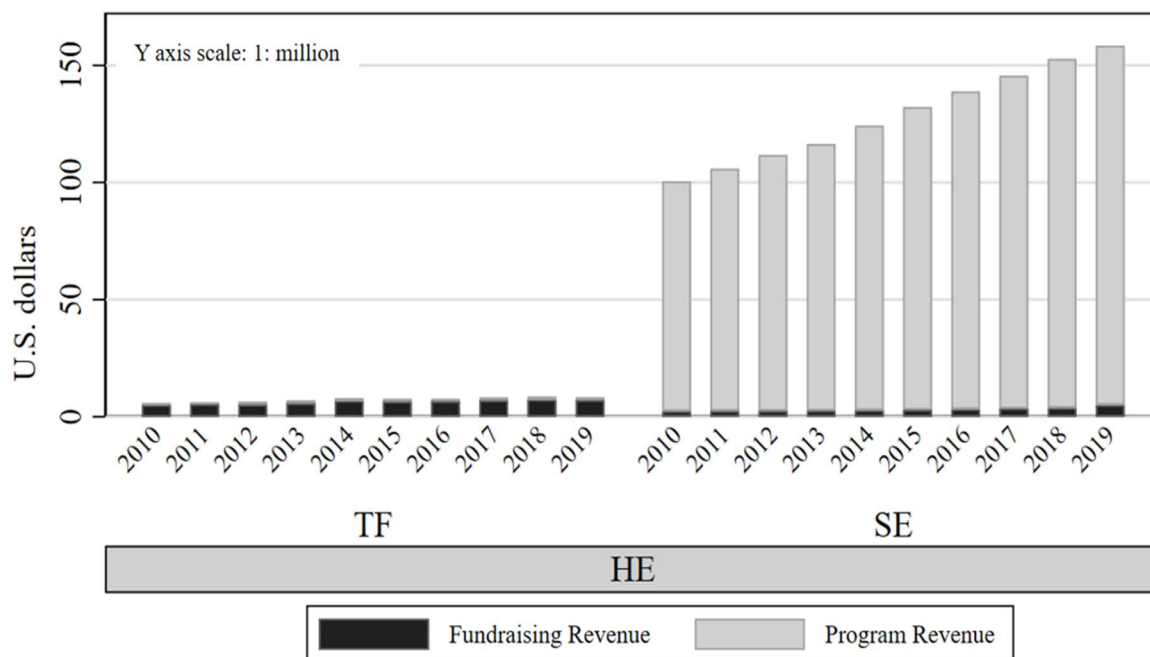 Y axis scale: 1: million
U.S. dollars
150
100
50
0
2010 2011 2012 2013 2014 2015 2016 2017 2018 2019 2010 2011 2012 2013 2014 2015 2016 2017 2018 2019
TF SE
HE
Fundraising Revenue Program Revenue